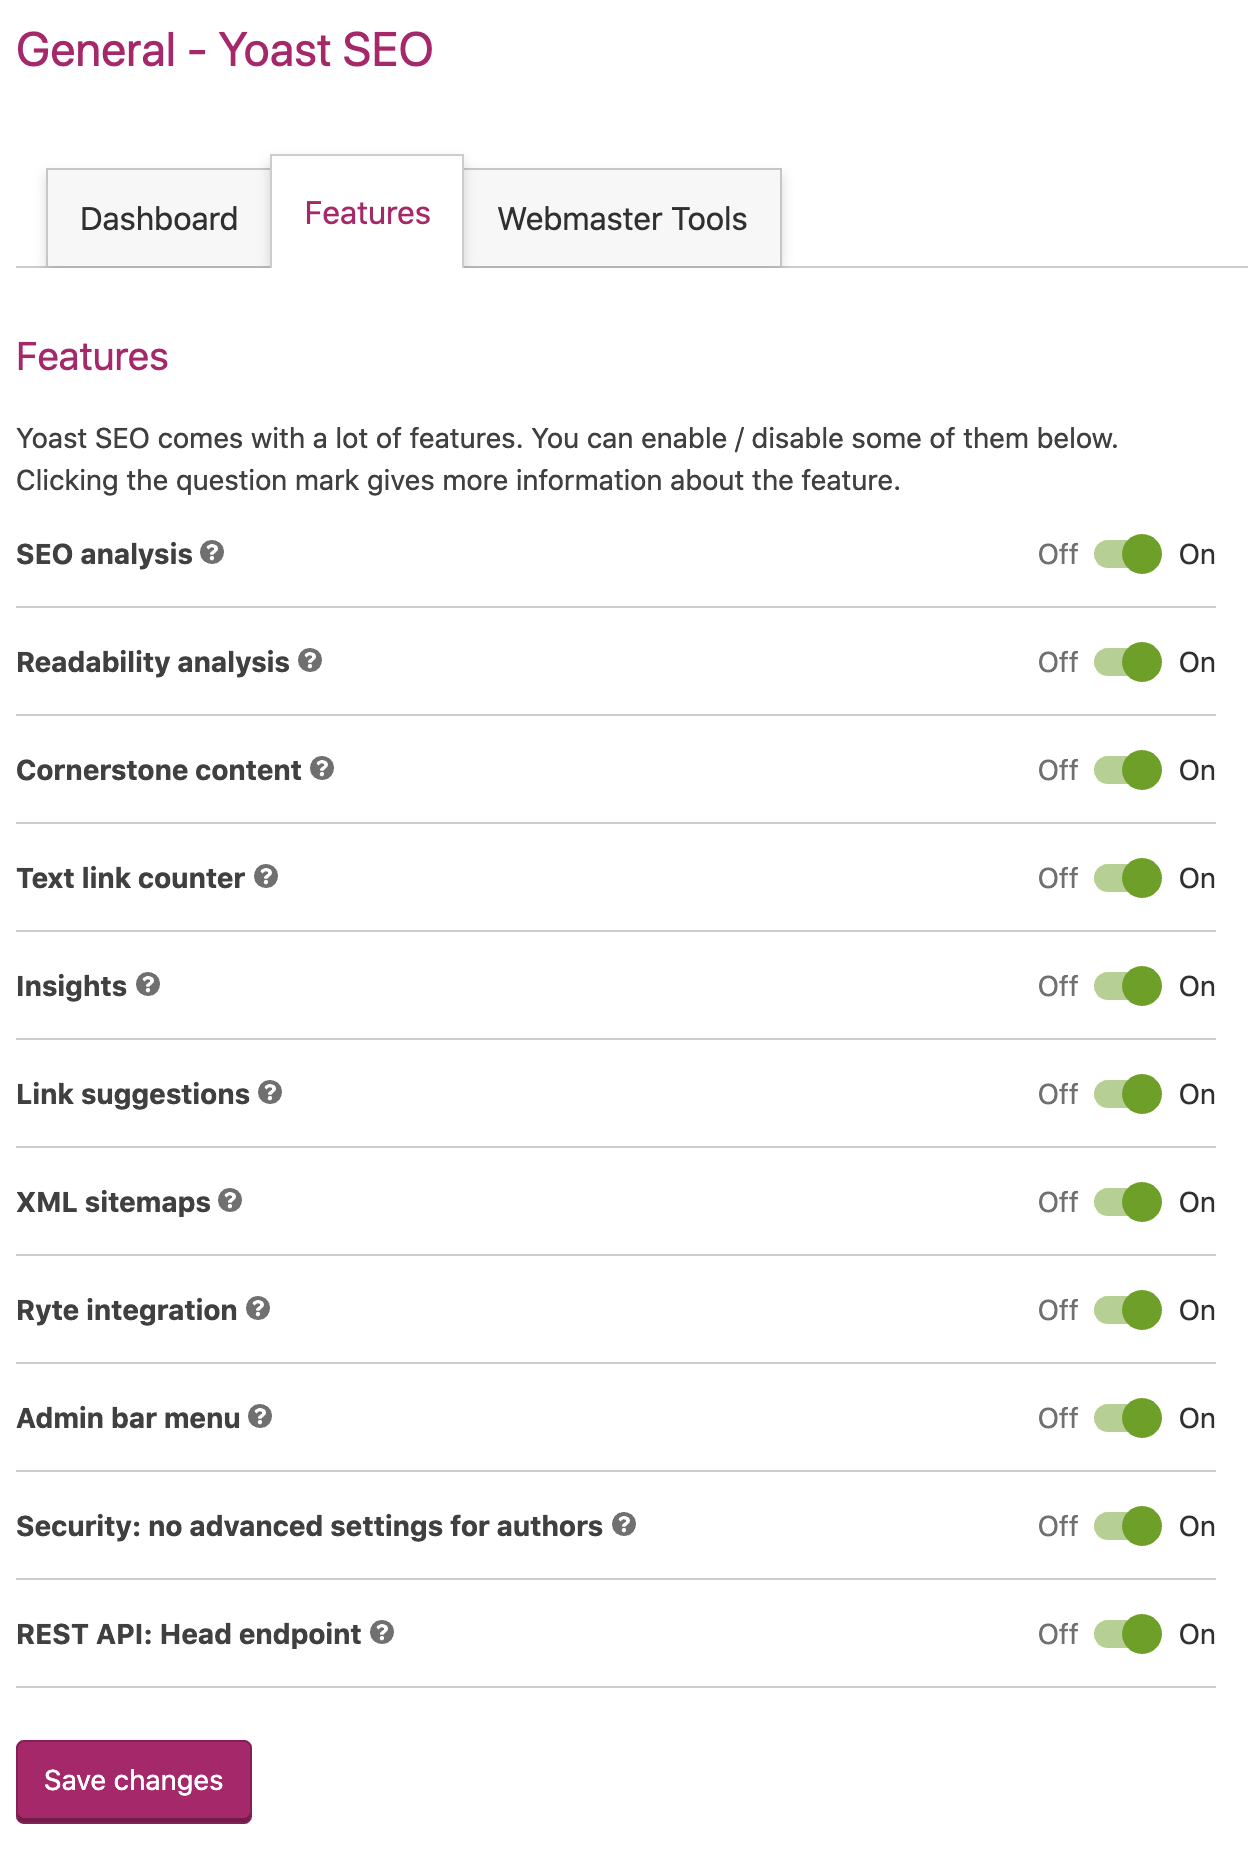 General - Yoast SEO
Dashboard Features Webmaster Tools
Features
Yoast SEO comes with a lot of features. You can enable / disable some of them below.
Clicking the question mark gives more information about the feature.
SEO analysis ? Off On
Readability analysis ? Off On
Cornerstone content ? Off On
Text link counter ? Off On
Insights ? Off On
Link suggestions ? Off On
XML sitemaps ? Off On
Ryte integration ? Off On
Admin bar menu ? Off On
Security: no advanced settings for authors ? Off On
REST API: Head endpoint ? Off On
Save changes